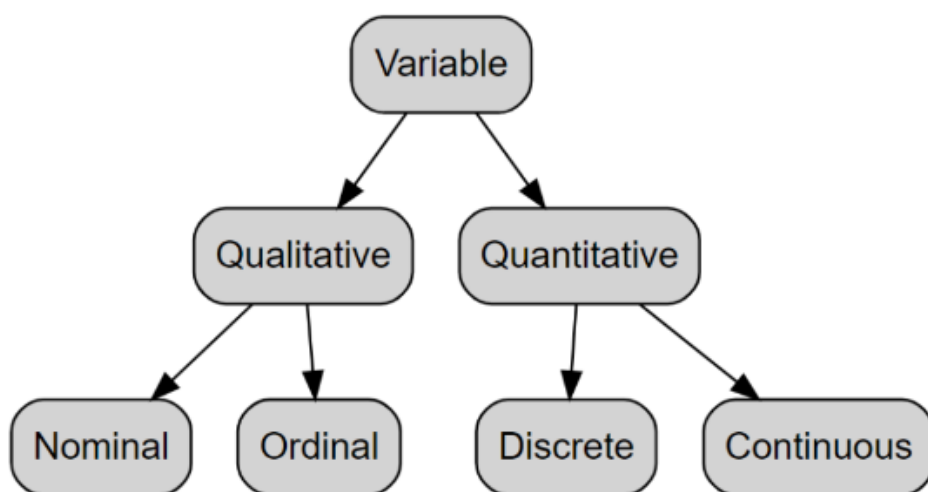 Variable
Qualitative
Quantitative
Nominal
Ordinal
Discrete
Continuous